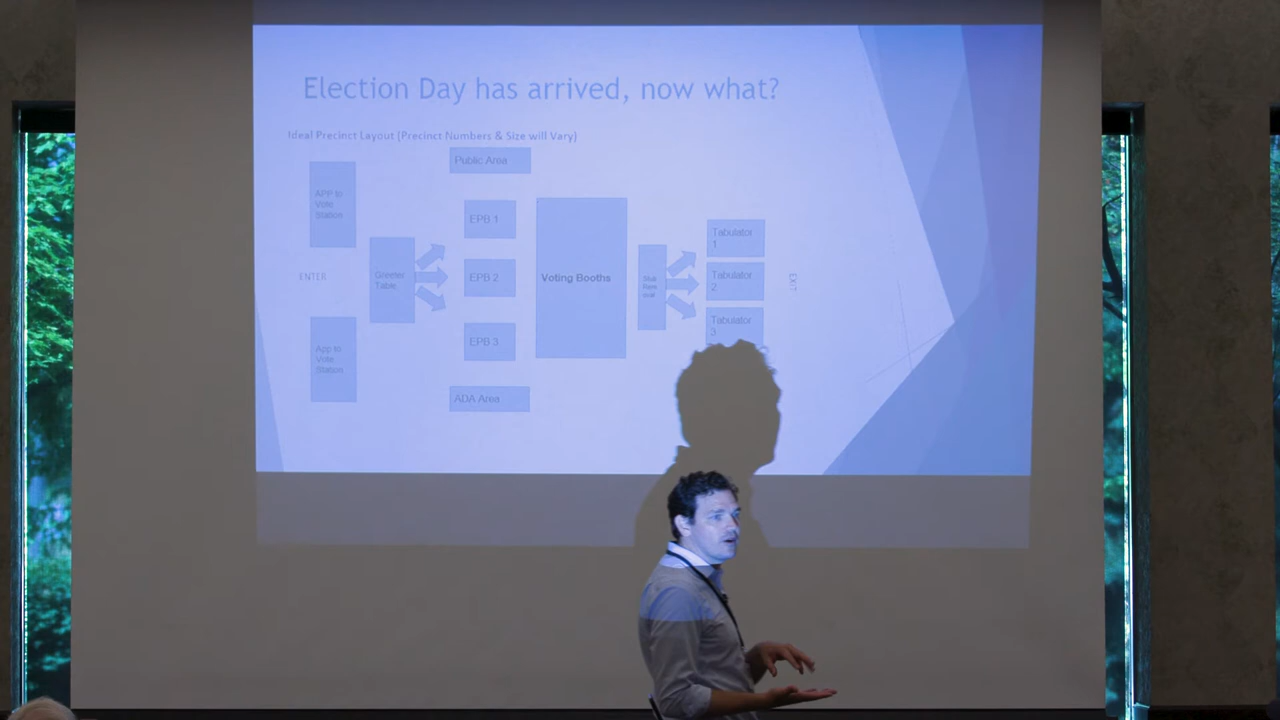 Election Day has arrived, now what?
Ideal Precinct Layout (Precinct Numbers & Size will Vary)
Public Area
APP to
Vote
Station
EPB 1
Tabulator
1
ENTER
Greeter
Table
EPB 2
Voting Booths
Tabulator
2
EXIT
EPB 3
Tabulator
3
App to
Vote
Station
ADA Area